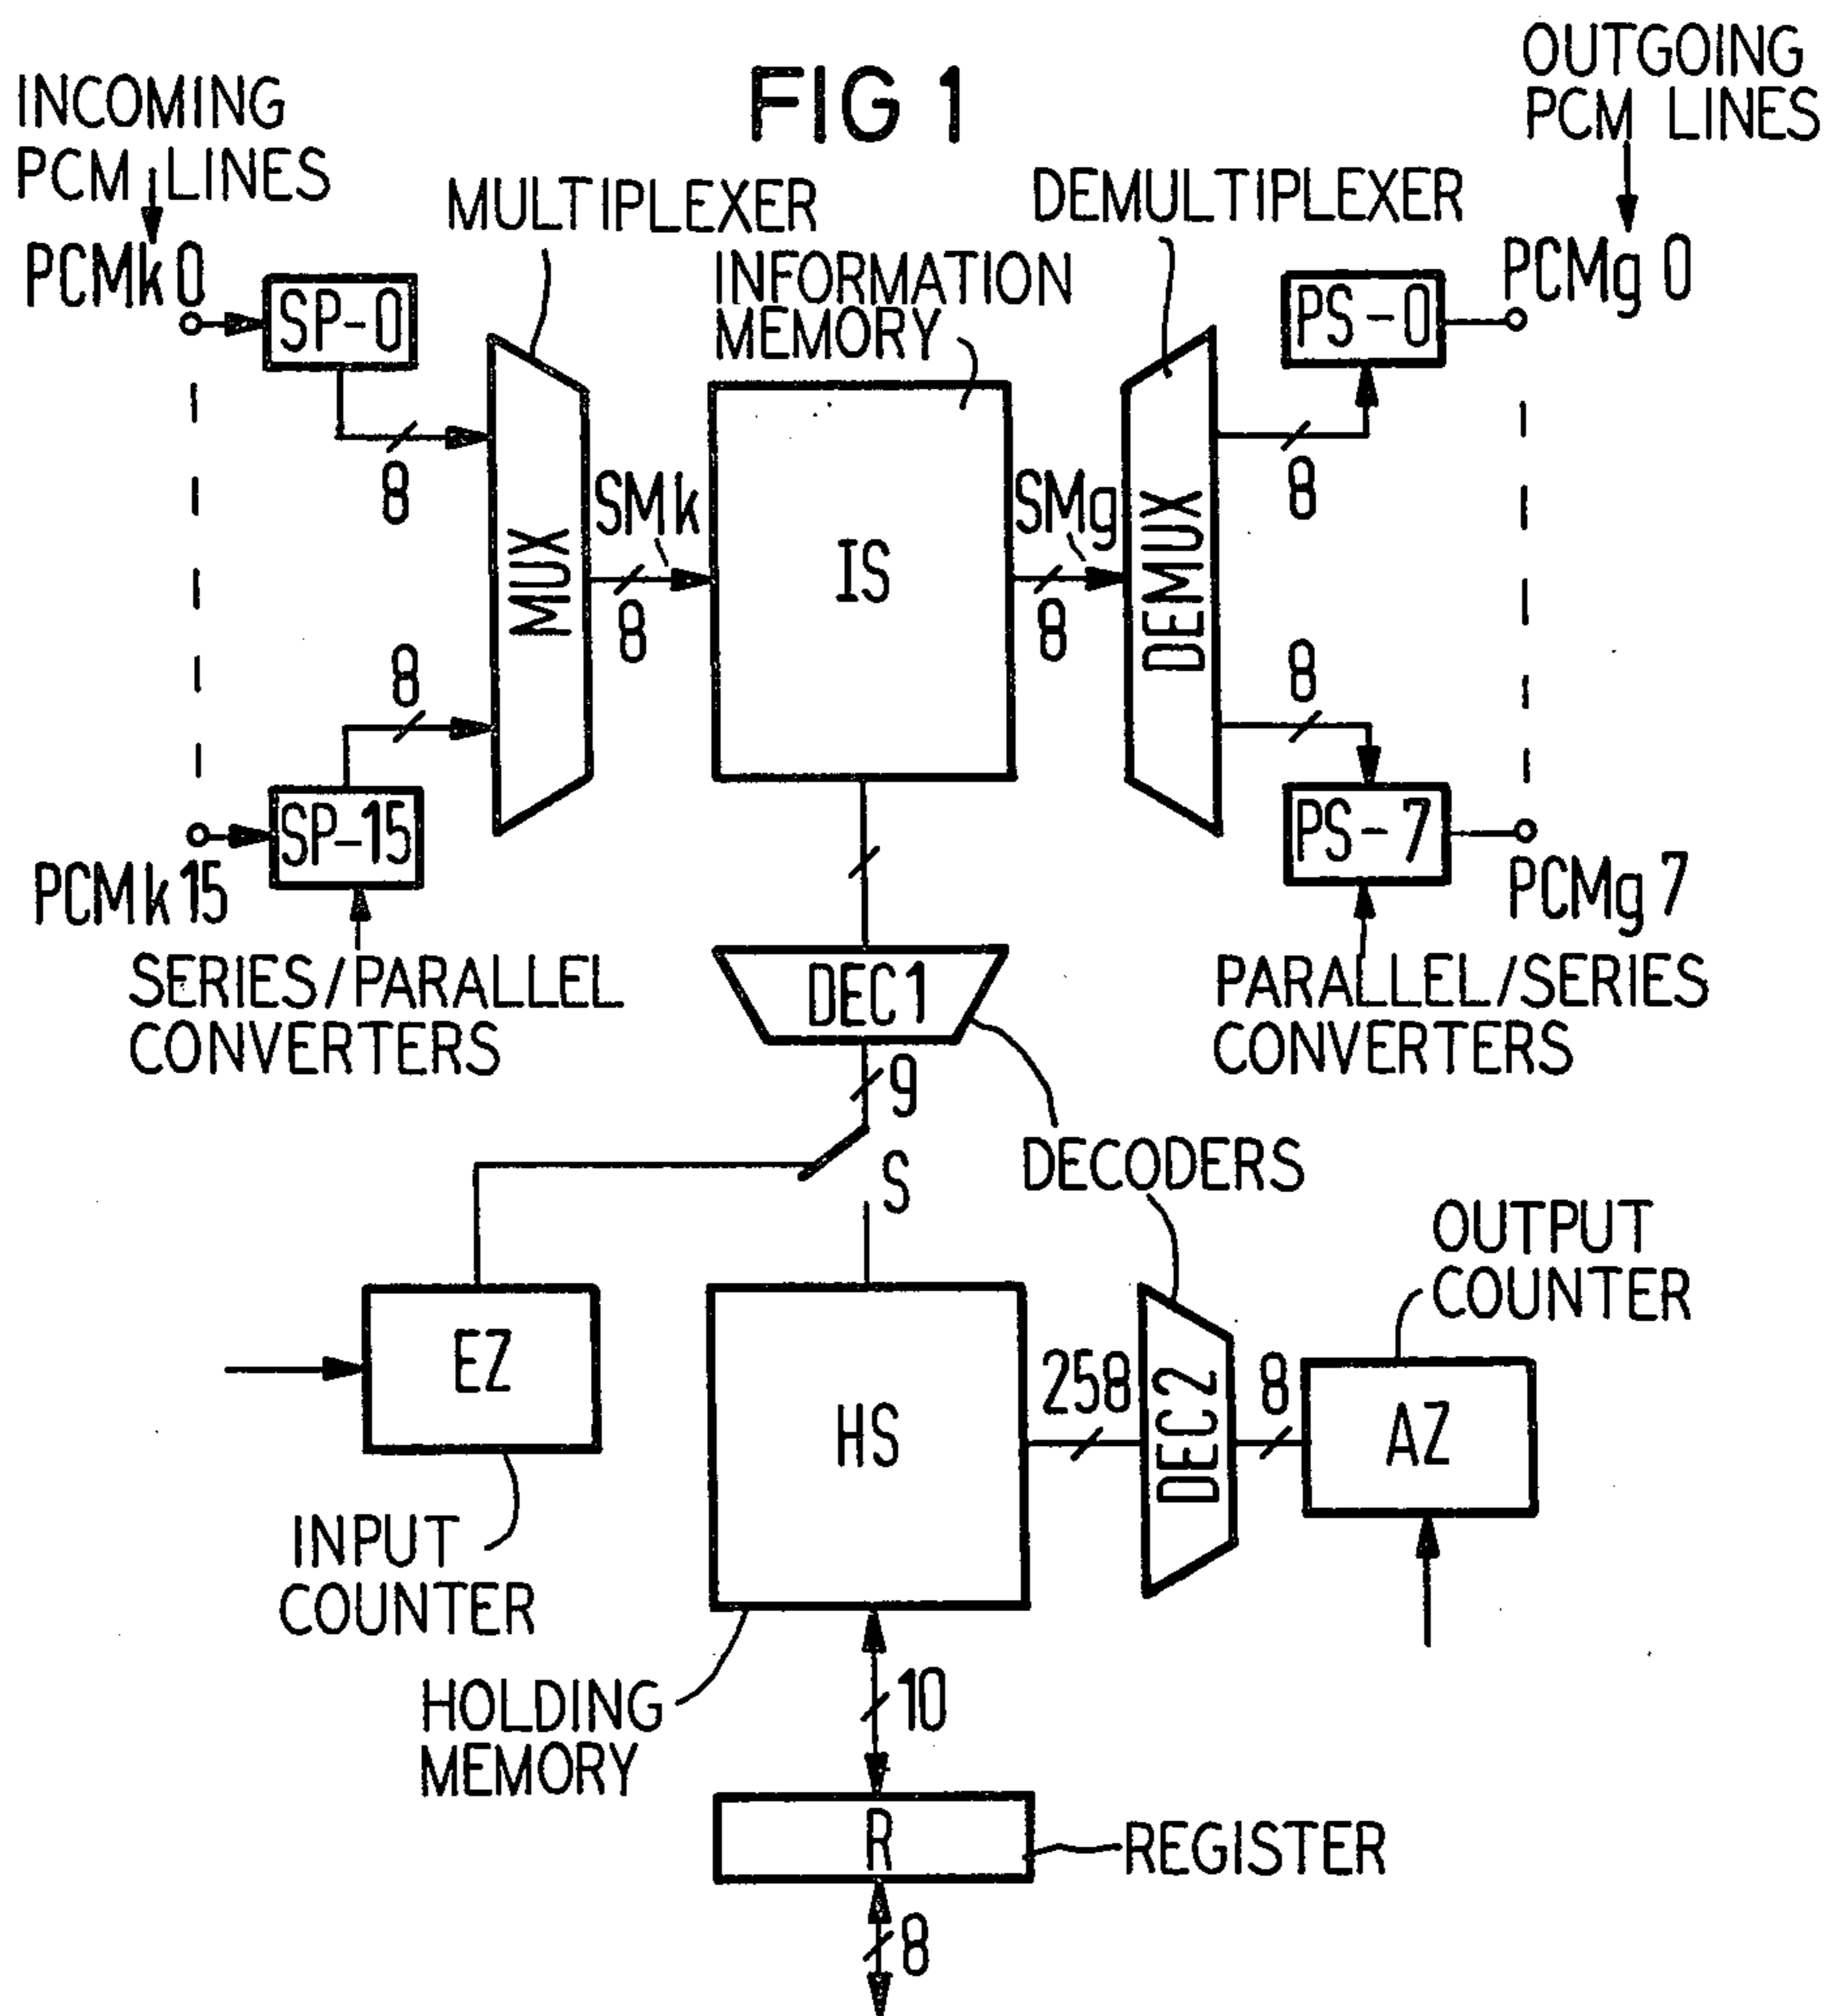 FIG 1
INCOMING
PCM LINES
OUTGOING
PCM LINES
MULTIPLEXER
DEMULTIPLEXER
PCMk 0
INFORMATION
MEMORY
PCMg 0
SP-0
PS-0
8
8
SMk
SMg
MUX
IS
DEMUX
8
8
8
8
SP-15
PS-7
PCMk 15
PCMg 7
SERIES/PARALLEL
CONVERTERS
DEC1
PARALLEL/SERIES
CONVERTERS
9
S
DECODERS
OUTPUT
COUNTER
EZ
HS
258
DEC2
8
AZ
INPUT
COUNTER
HOLDING
MEMORY
10
R
REGISTER
8